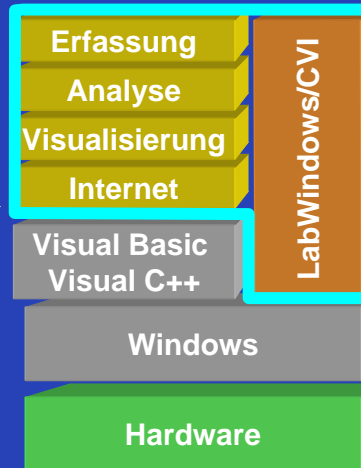 Erfassung
Analyse
Visualisierung
Internet
LabWindows/CVI
Visual Basic
Visual C++
Windows
Hardware